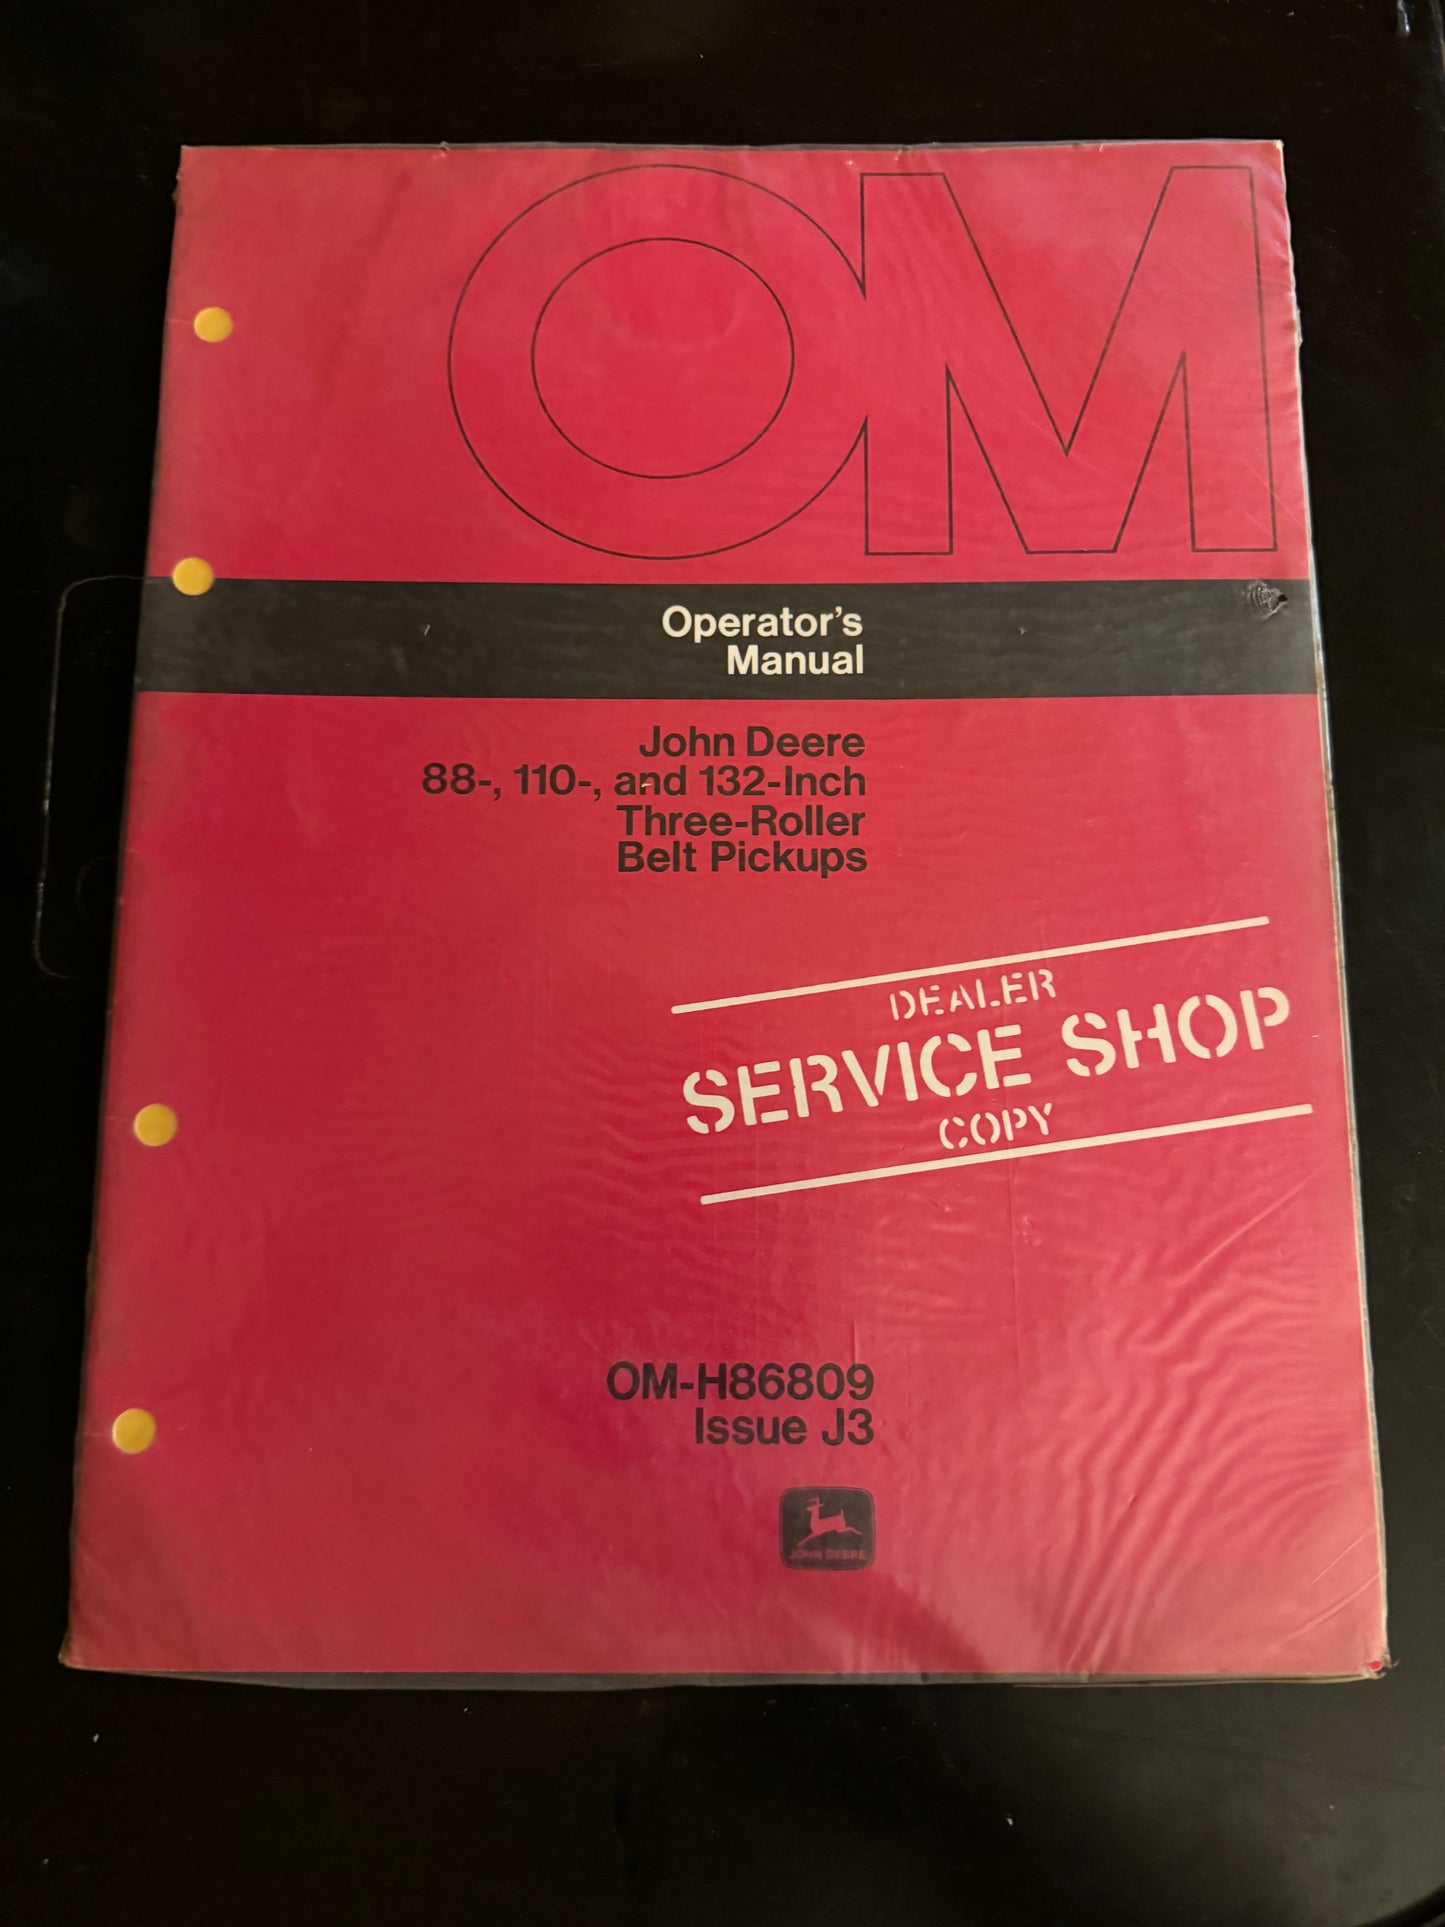 OM
Operator's
Manual
John Deere
88-, 110-, and 132-Inch
Three-Roller
Belt Pickups
DEALER
SERVICE SHOP
COPY
OM-H86809
Issue J3
JOHN DEERE